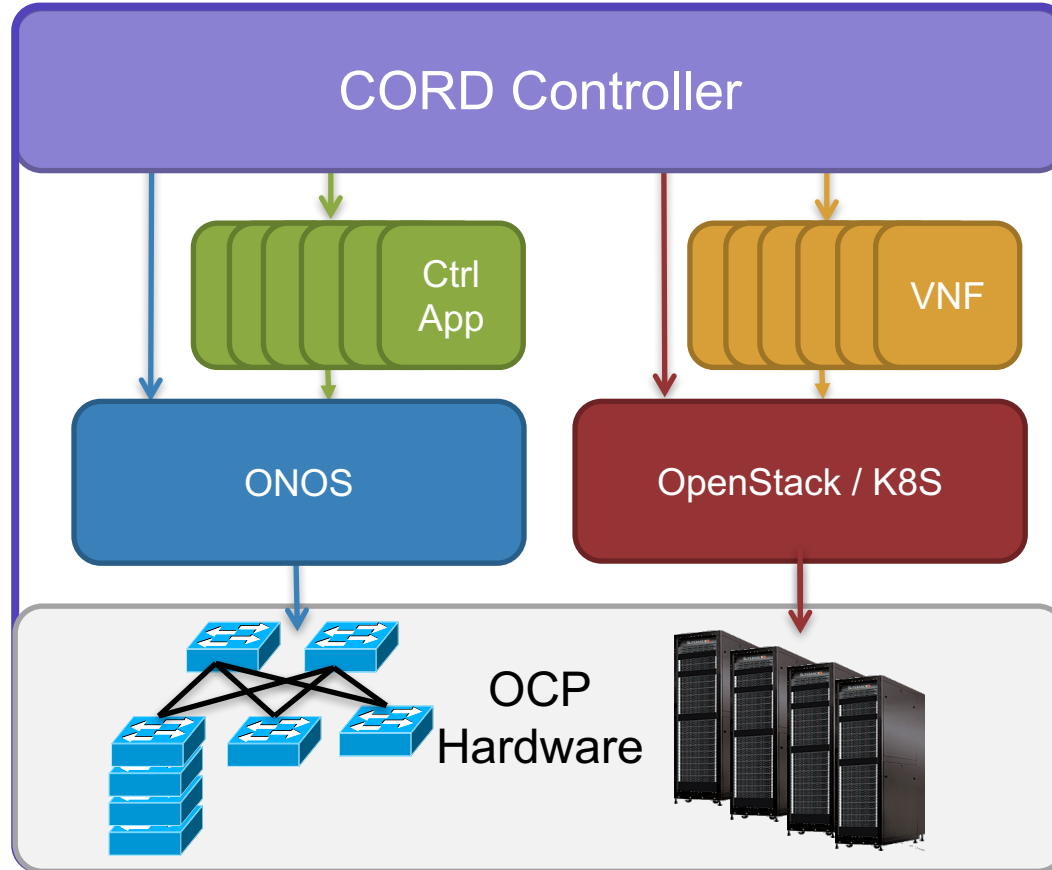 CORD Controller
Ctrl
App
VNF
ONOS
OpenStack / K8S
OCP
Hardware